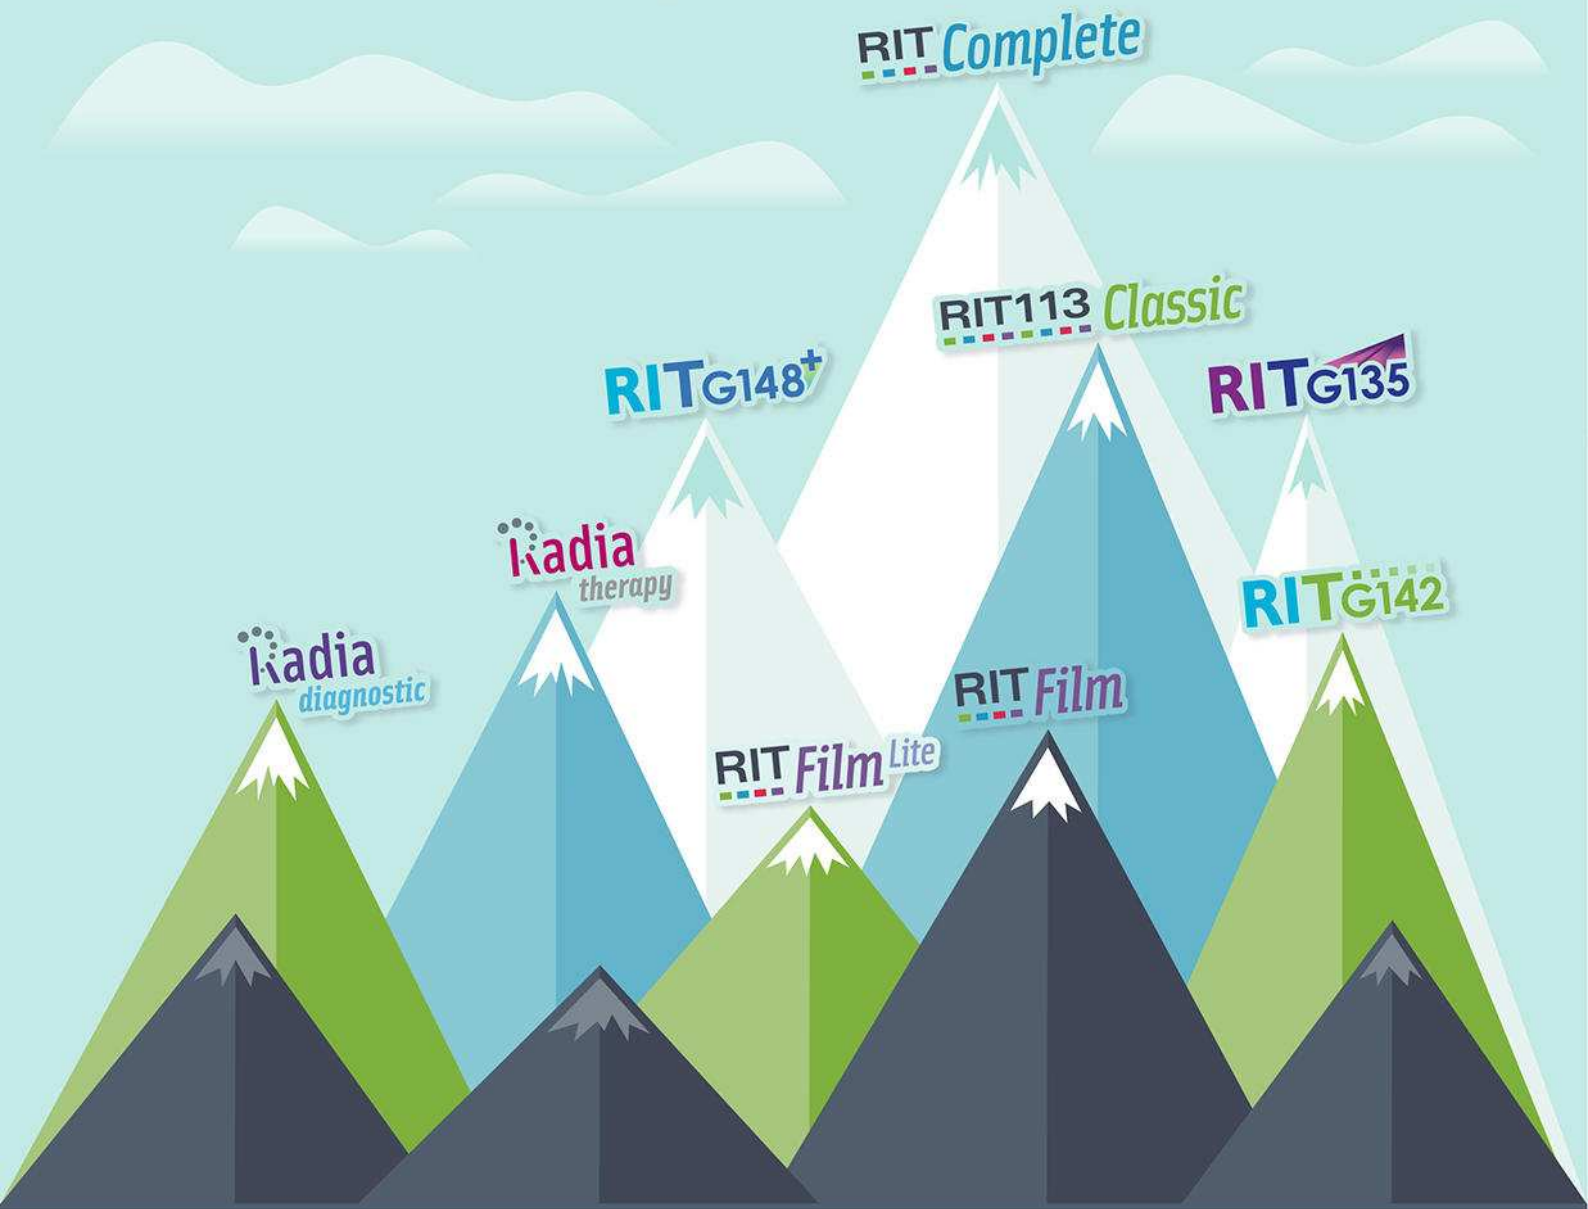 RIT Complete
RIT113 Classic
RITG148+
RITG135
Radia
therapy
RITG142
Radia
diagnostic
RIT Film
RIT Film Lite